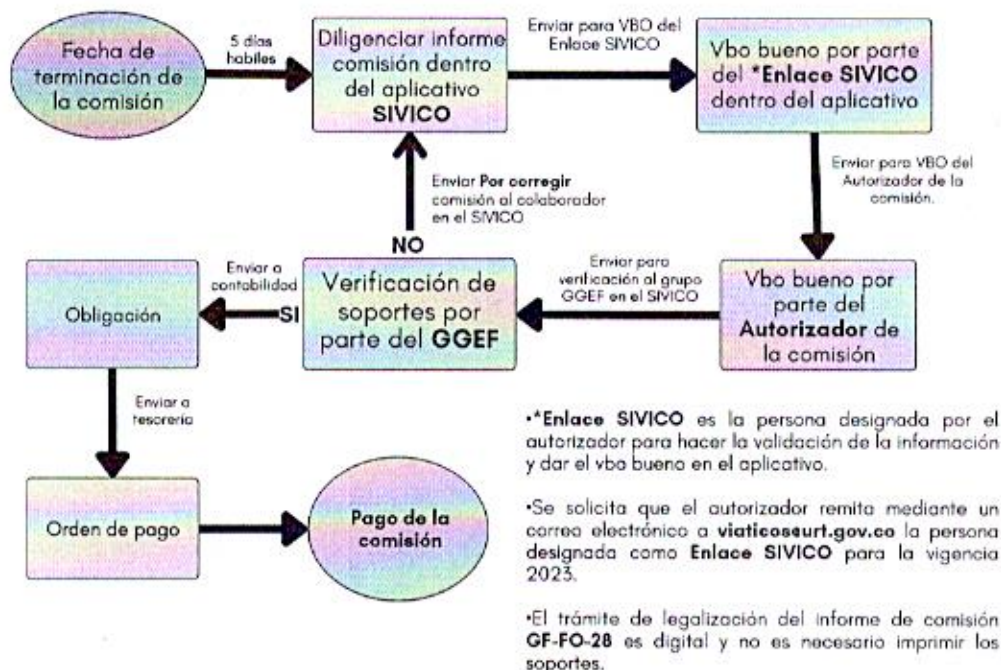 Fecha de
terminación de
la comisión
5 días
habiles
Diligenciar informe
comisión dentro
del aplicativo
SIVICO
Enviar para VBO del
Enlace SIVICO
Vbo bueno por parte
del *Enlace SIVICO
dentro del aplicativo
Enviar para VBO del
Autorizador de la
comisión.
Vbo bueno por
parte del
Autorizador de
la comisión
Enviar para
verificación al grupo
GGEF en el SIVICO
Verificación de
soportes por
parte del GGEF
NO
Enviar Por corregir
comisión al colaborador
en el SIVICO
SI
Enviar a
contabilidad
Obligación
Enviar a
tesorería
Orden de pago
Pago de la
comisión
•*Enlace SIVICO es la persona designada por el
autorizador para hacer la validación de la información
y dar el vbo bueno en el aplicativo.
•Se solicita que el autorizador remita mediante un
correo electrónico a viaticos@urt.gov.co la persona
designada como Enlace SIVICO para la vigencia
2023.
•El trámite de legalización del informe de comisión
GF-FO-28 es digital y no es necesario imprimir los
soportes.